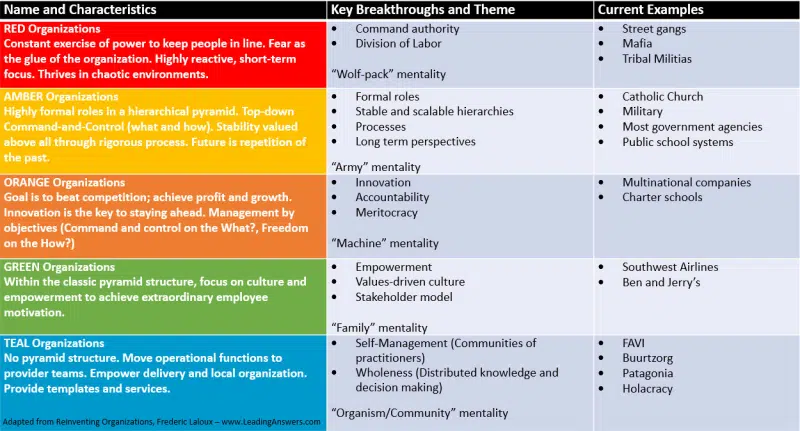 Name and Characteristics
Key Breakthroughs and Theme
Current Examples
RED Organizations
Constant exercise of power to keep people in line. Fear as
the glue of the organization. Highly reactive, short-term
focus. Thrives in chaotic environments.
• Command authority
• Division of Labor
“Wolf-pack” mentality
• Street gangs
• Mafia
• Tribal Militias
AMBER Organizations
Highly formal roles in a hierarchical pyramid. Top-down
Command-and-Control (what and how). Stability valued
above all through rigorous process. Future is repetition of
the past.
• Formal roles
• Stable and scalable hierarchies
• Processes
• Long term perspectives
“Army” mentality
• Catholic Church
• Military
• Most government agencies
• Public school systems
ORANGE Organizations
Goal is to beat competition; achieve profit and growth.
Innovation is the key to staying ahead. Management by
objectives (Command and control on the What?, Freedom
on the How?)
• Innovation
• Accountability
• Meritocracy
“Machine” mentality
• Multinational companies
• Charter schools
GREEN Organizations
Within the classic pyramid structure, focus on culture and
empowerment to achieve extraordinary employee
motivation.
• Empowerment
• Values-driven culture
• Stakeholder model
“Family” mentality
• Southwest Airlines
• Ben and Jerry’s
TEAL Organizations
No pyramid structure. Move operational functions to
provider teams. Empower delivery and local organization.
Provide templates and services.
Adapted from Reinventing Organizations, Frederic Laloux – www.LeadingAnswers.com
• Self-Management (Communities of
practitioners)
• Wholeness (Distributed knowledge and
decision making)
“Organism/Community” mentality
• FAVI
• Buurtzorg
• Patagonia
• Holacracy